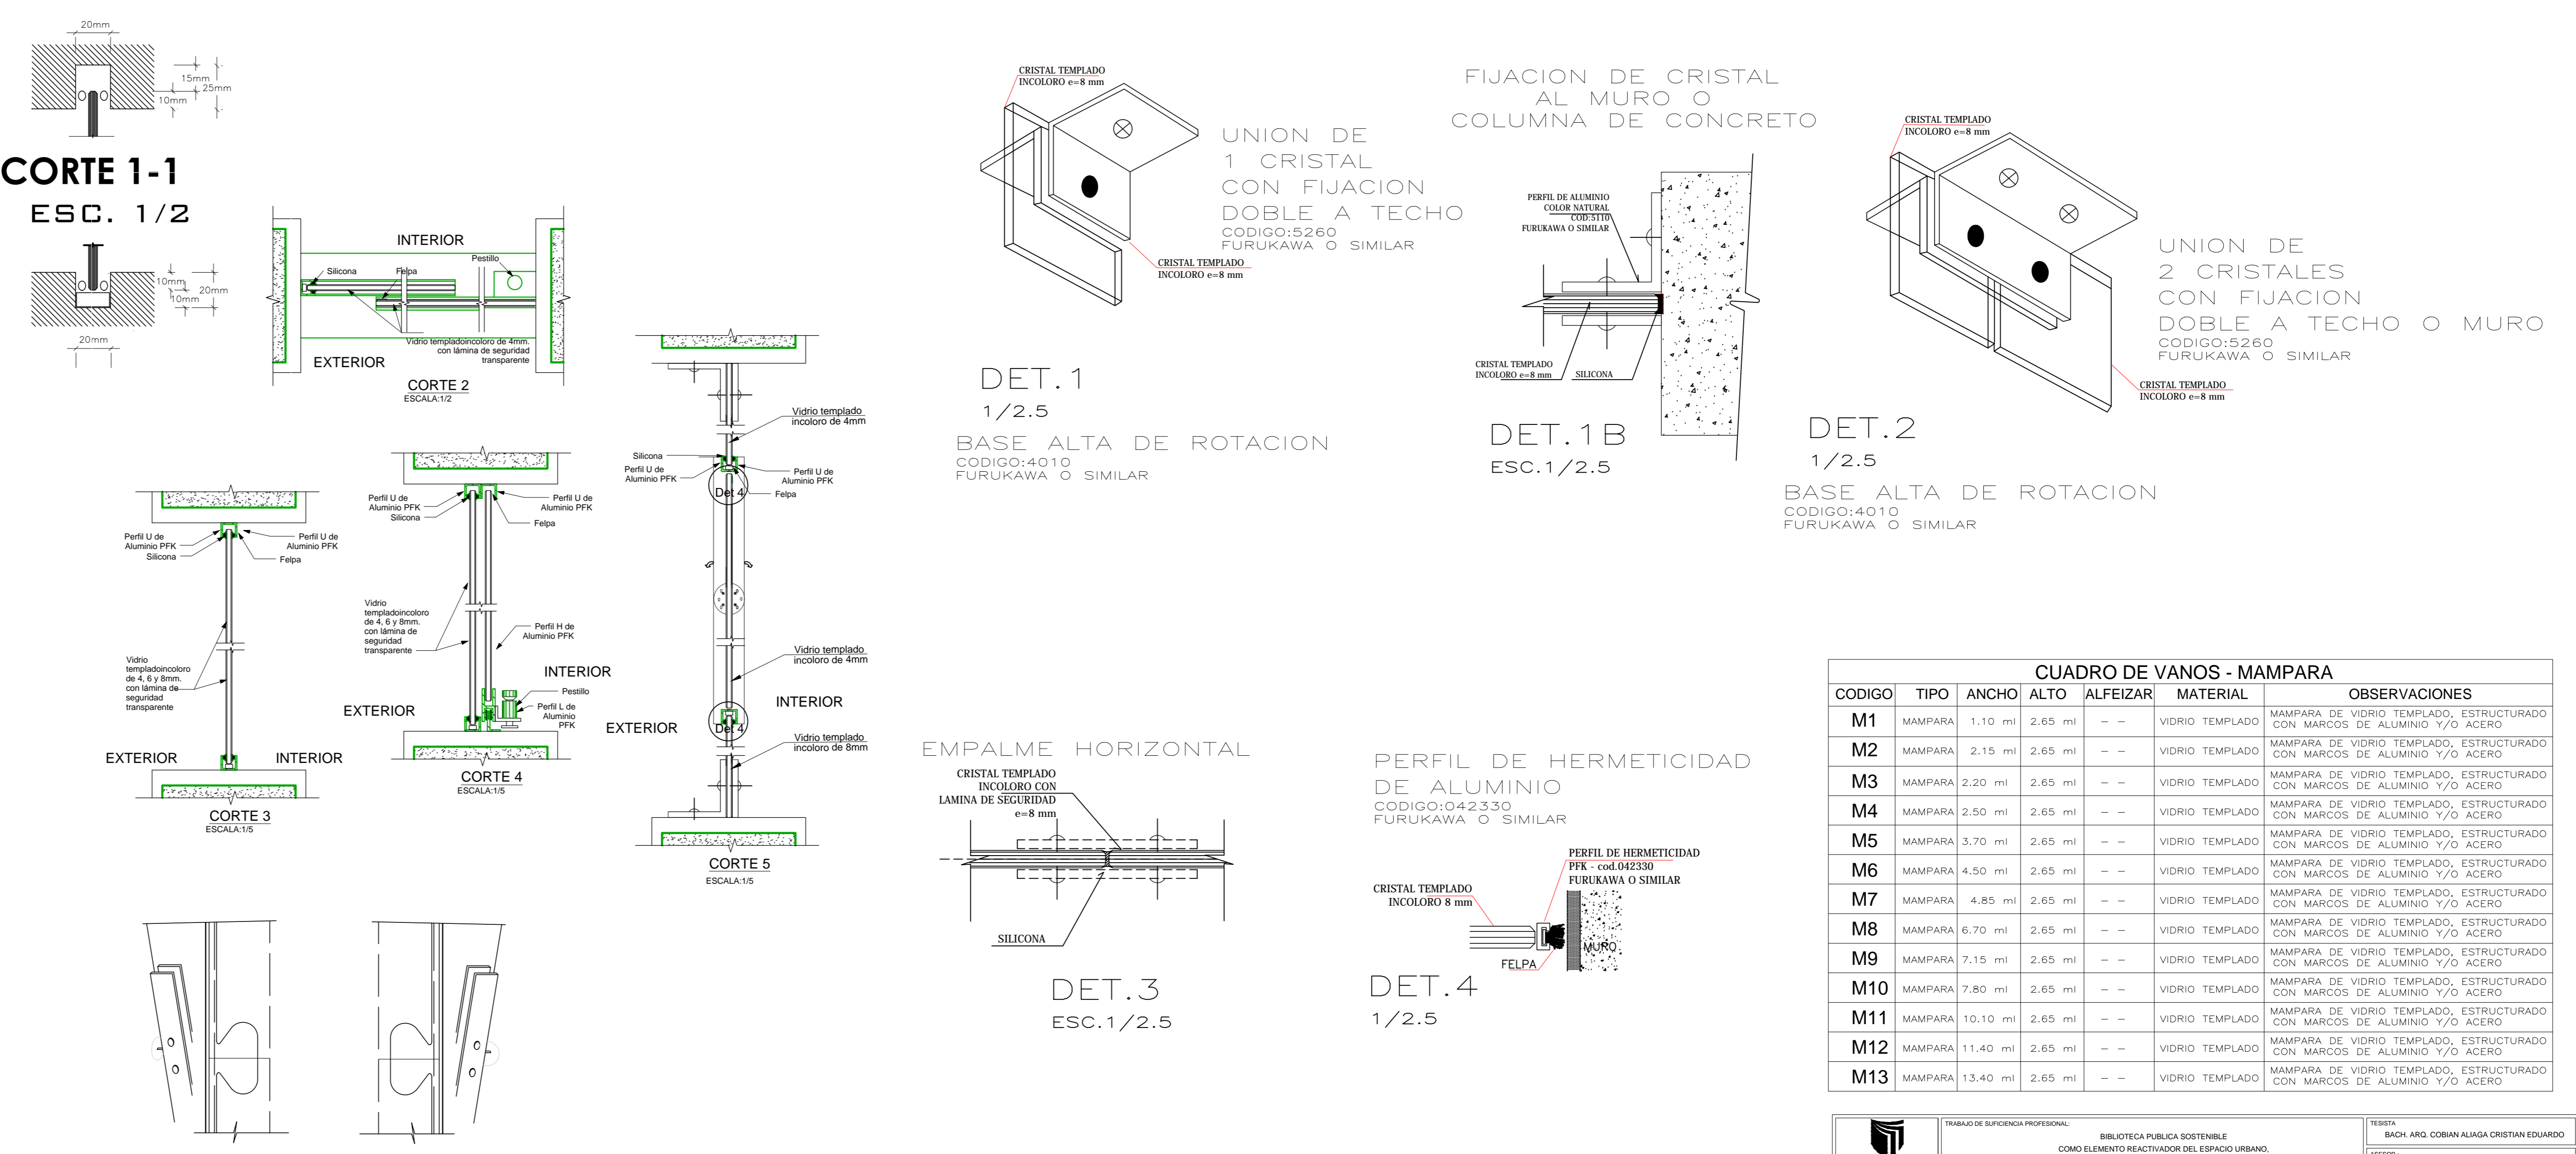 20mm
15mm
25mm
10mm
CORTE 1-1
ESC. 1/2
10mm
20mm
10mm
20mm
INTERIOR
Pestillo
Silicona
Felpa
Vidrio templadoincoloro de 4mm.
con lámina de seguridad
transparente
EXTERIOR
CORTE 2
ESCALA:1/2
Perfil U de
Aluminio PFK
Silicona
Perfil U de
Aluminio PFK
Felpa
Vidrio
templadoincoloro
de 4, 6 y 8mm.
con lámina de
seguridad
transparente
EXTERIOR
INTERIOR
CORTE 3
ESCALA:1/5
Perfil U de
Aluminio PFK
Silicona
Perfil U de
Aluminio PFK
Felpa
Vidrio
templadoincoloro
de 4, 6 y 8mm.
con lámina de
seguridad
transparente
Perfil H de
Aluminio PFK
INTERIOR
Pestillo
Perfil L de
Aluminio
PFK
EXTERIOR
CORTE 4
ESCALA:1/5
Vidrio templado
incoloro de 4mm
Silicona
Perfil U de
Aluminio PFK
Perfil U de
Aluminio PFK
Felpa
Det 4
Vidrio templado
incoloro de 4mm
INTERIOR
EXTERIOR
Det 4
Vidrio templado
incoloro de 8mm
CORTE 5
ESCALA:1/5
CRISTAL TEMPLADO
INCOLORO e=8 mm
UNION DE
1 CRISTAL
CON FIJACION
DOBLE A TECHO
CODIGO:5260
FURUKAWA O SIMILAR
CRISTAL TEMPLADO
INCOLORO e=8 mm
DET.1
1/2.5
BASE ALTA DE ROTACION
CODIGO:4010
FURUKAWA O SIMILAR
FIJACION DE CRISTAL
AL MURO O
COLUMNA DE CONCRETO
PERFIL DE ALUMINIO
COLOR NATURAL
COD:5110
FURUKAWA O SIMILAR
CRISTAL TEMPLADO
INCOLORO e=8 mm
SILICONA
DET.1B
ESC.1/2.5
CRISTAL TEMPLADO
INCOLORO e=8 mm
UNION DE
2 CRISTALES
CON FIJACION
DOBLE A TECHO O MURO
CODIGO:5260
FURUKAWA O SIMILAR
CRISTAL TEMPLADO
INCOLORO e=8 mm
DET.2
1/2.5
BASE ALTA DE ROTACION
CODIGO:4010
FURUKAWA O SIMILAR
EMPALME HORIZONTAL
CRISTAL TEMPLADO
INCOLORO CON
LAMINA DE SEGURIDAD
e=8 mm
SILICONA
DET.3
ESC.1/2.5
PERFIL DE HERMETICIDAD
DE ALUMINIO
CODIGO:042330
FURUKAWA O SIMILAR
PERFIL DE HERMETICIDAD
PFK - cod.042330
FURUKAWA O SIMILAR
CRISTAL TEMPLADO
INCOLORO 8 mm
MURO
FELPA
DET.4
1/2.5
CUADRO DE VANOS - MAMPARA
CODIGO TIPO ANCHO ALTO ALFEIZAR MATERIAL OBSERVACIONES
M1 MAMPARA 1.10 ml 2.65 ml - - VIDRIO TEMPLADO MAMPARA DE VIDRIO TEMPLADO, ESTRUCTURADO
CON MARCOS DE ALUMINIO Y/O ACERO
M2 MAMPARA 2.15 ml 2.65 ml - - VIDRIO TEMPLADO MAMPARA DE VIDRIO TEMPLADO, ESTRUCTURADO
CON MARCOS DE ALUMINIO Y/O ACERO
M3 MAMPARA 2.20 ml 2.65 ml - - VIDRIO TEMPLADO MAMPARA DE VIDRIO TEMPLADO, ESTRUCTURADO
CON MARCOS DE ALUMINIO Y/O ACERO
M4 MAMPARA 2.50 ml 2.65 ml - - VIDRIO TEMPLADO MAMPARA DE VIDRIO TEMPLADO, ESTRUCTURADO
CON MARCOS DE ALUMINIO Y/O ACERO
M5 MAMPARA 3.70 ml 2.65 ml - - VIDRIO TEMPLADO MAMPARA DE VIDRIO TEMPLADO, ESTRUCTURADO
CON MARCOS DE ALUMINIO Y/O ACERO
M6 MAMPARA 4.50 ml 2.65 ml - - VIDRIO TEMPLADO MAMPARA DE VIDRIO TEMPLADO, ESTRUCTURADO
CON MARCOS DE ALUMINIO Y/O ACERO
M7 MAMPARA 4.85 ml 2.65 ml - - VIDRIO TEMPLADO MAMPARA DE VIDRIO TEMPLADO, ESTRUCTURADO
CON MARCOS DE ALUMINIO Y/O ACERO
M8 MAMPARA 6.70 ml 2.65 ml - - VIDRIO TEMPLADO MAMPARA DE VIDRIO TEMPLADO, ESTRUCTURADO
CON MARCOS DE ALUMINIO Y/O ACERO
M9 MAMPARA 7.15 ml 2.65 ml - - VIDRIO TEMPLADO MAMPARA DE VIDRIO TEMPLADO, ESTRUCTURADO
CON MARCOS DE ALUMINIO Y/O ACERO
M10 MAMPARA 7.80 ml 2.65 ml - - VIDRIO TEMPLADO MAMPARA DE VIDRIO TEMPLADO, ESTRUCTURADO
CON MARCOS DE ALUMINIO Y/O ACERO
M11 MAMPARA 10.10 ml 2.65 ml - - VIDRIO TEMPLADO MAMPARA DE VIDRIO TEMPLADO, ESTRUCTURADO
CON MARCOS DE ALUMINIO Y/O ACERO
M12 MAMPARA 11.40 ml 2.65 ml - - VIDRIO TEMPLADO MAMPARA DE VIDRIO TEMPLADO, ESTRUCTURADO
CON MARCOS DE ALUMINIO Y/O ACERO
M13 MAMPARA 13.40 ml 2.65 ml - - VIDRIO TEMPLADO MAMPARA DE VIDRIO TEMPLADO, ESTRUCTURADO
CON MARCOS DE ALUMINIO Y/O ACERO
TRABAJO DE SUFICIENCIA PROFESIONAL:
BIBLIOTECA PUBLICA SOSTENIBLE
COMO ELEMENTO REACTIVADOR DEL ESPACIO URBANO,
TESISTA
BACH. ARQ. COBIAN ALIAGA CRISTIAN EDUARDO